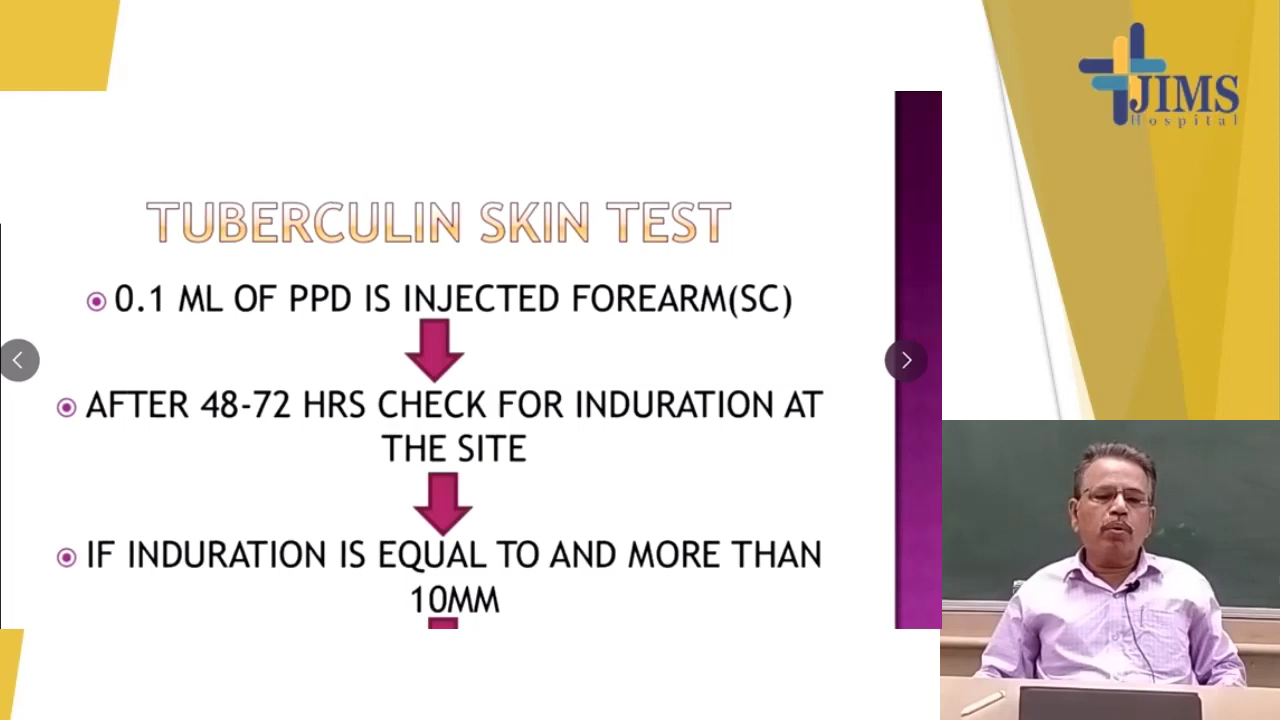 JIMS
Hospital
TUBERCULIN SKIN TEST
0.1 ML OF PPD IS INJECTED FOREARM(SC)
AFTER 48-72 HRS CHECK FOR INDURATION AT
THE SITE
IF INDURATION IS EQUAL TO AND MORE THAN
10MM